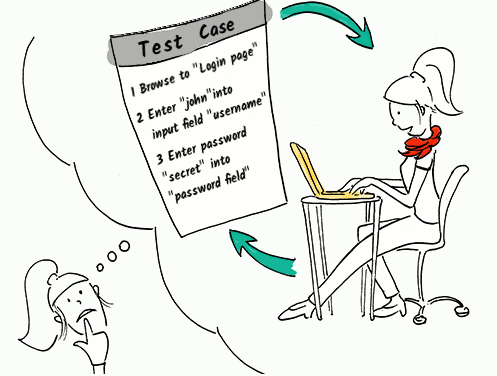 Test Case
1 Browse to "Login page"
2 Enter "john"into
input field "username"
3 Enter password
"secret" into
"password field"